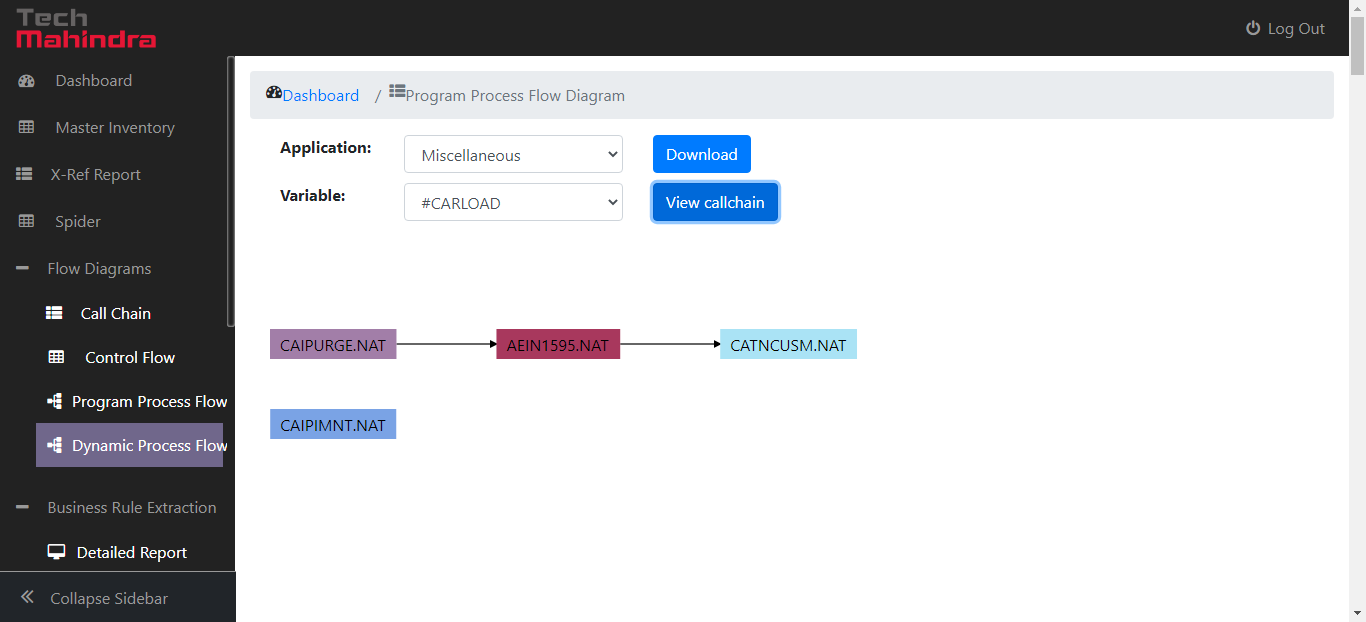 Tech
Mahindra
Log Out
Dashboard
Master Inventory
X-Ref Report
Spider
Flow Diagrams
Call Chain
Control Flow
Program Process Flow
Dynamic Process Flow
Business Rule Extraction
Detailed Report
Collapse Sidebar
Dashboard / Program Process Flow Diagram
Application: Miscellaneous Download
Variable: #CARLOAD View callchain
CAIPURGE.NAT AEIN1595.NAT CATNCUSM.NAT
CAIPIMNT.NAT